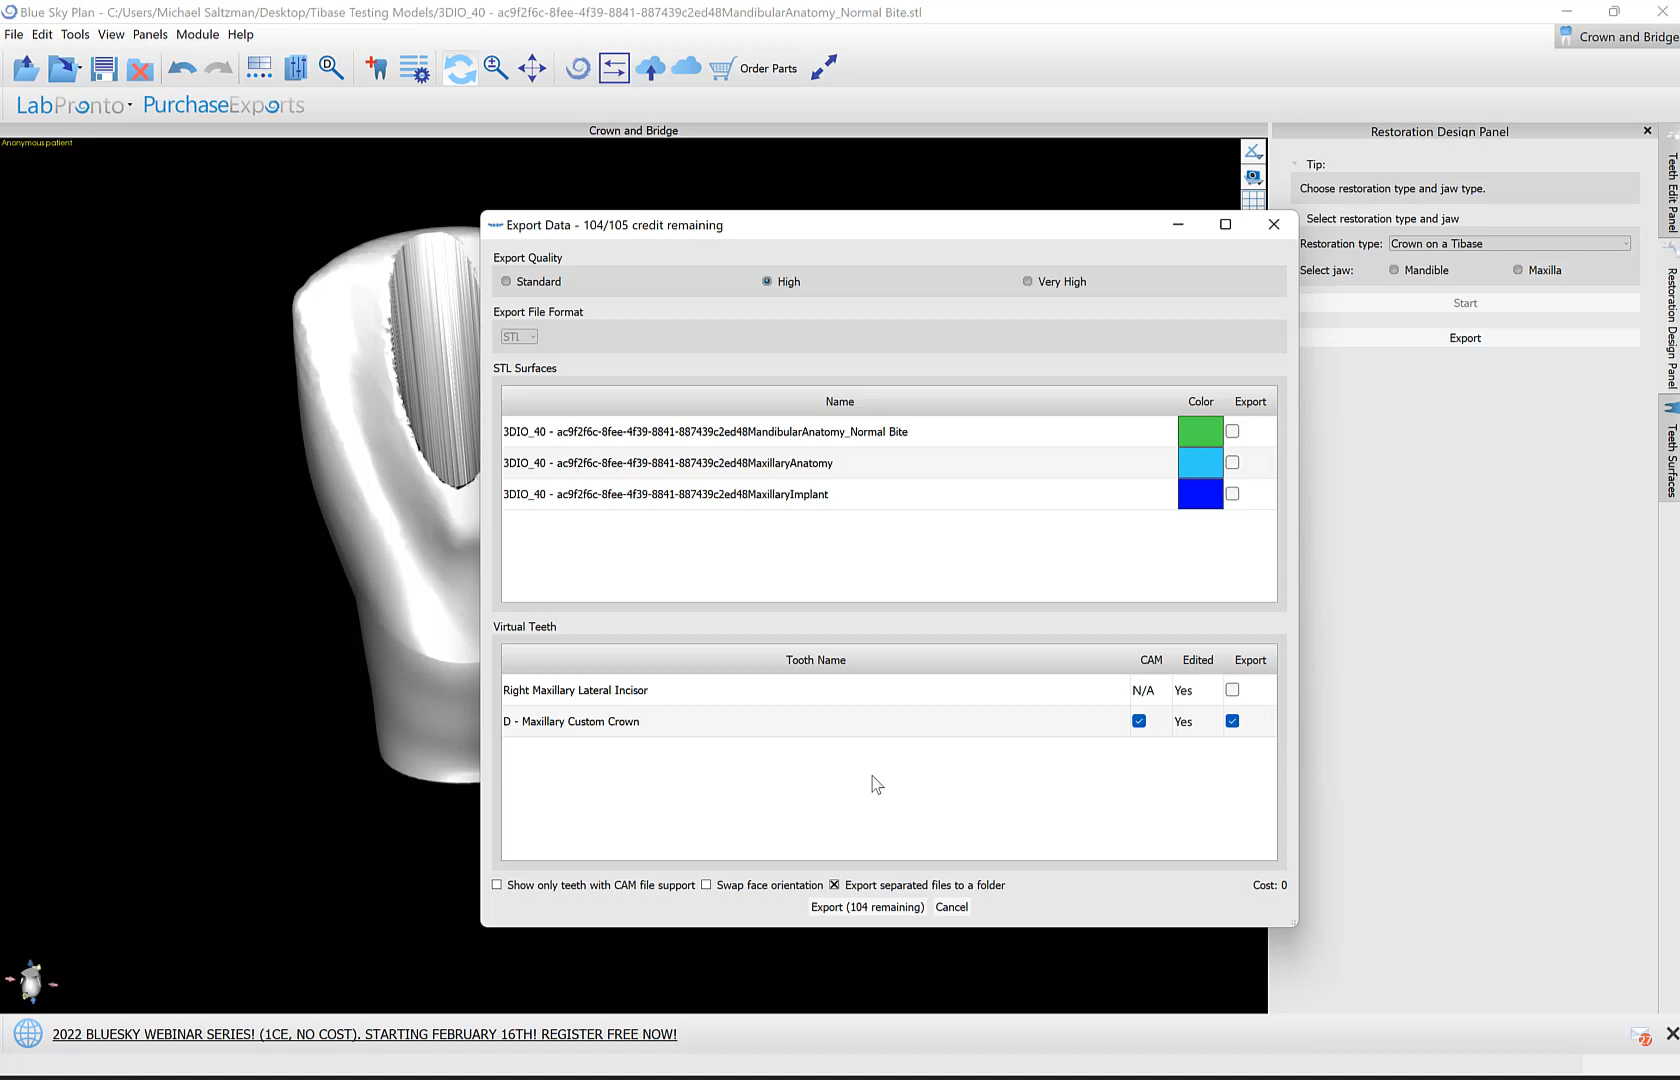 Blue Sky Plan - C:/Users/Michael Saltzman/Desktop/Tibase Testing Models/3DIO_40 - ac9f2f6c-8fee-4f39-8841-887439c2ed48MandibularAnatomy_Normal Bite.stl
File Edit Tools View Panels Module Help
Crown and Bridge
Order Parts
LabPronto PurchaseExports
Crown and Bridge
Restoration Design Panel
Anonymous patient
Tip:
Choose restoration type and jaw type.
Select restoration type and jaw
Restoration type: Crown on a Tibase
Select jaw: Mandible Maxilla
Start
Export
Teeth Edit Panel
Restoration Design Panel
Teeth Surfaces
Export Data - 104/105 credit remaining
Export Quality
Standard High Very High
Export File Format
STL
STL Surfaces
Name Color Export
3DIO_40 - ac9f2f6c-8fee-4f39-8841-887439c2ed48MandibularAnatomy_Normal Bite
3DIO_40 - ac9f2f6c-8fee-4f39-8841-887439c2ed48MaxillaryAnatomy
3DIO_40 - ac9f2f6c-8fee-4f39-8841-887439c2ed48MaxillaryImplant
Virtual Teeth
Tooth Name CAM Edited Export
Right Maxillary Lateral Incisor N/A Yes
D - Maxillary Custom Crown Yes
Show only teeth with CAM file support Swap face orientation Export separated files to a folder Cost: 0
Export (104 remaining) Cancel
2022 BLUESKY WEBINAR SERIES! (1CE, NO COST). STARTING FEBRUARY 16TH! REGISTER FREE NOW!
27